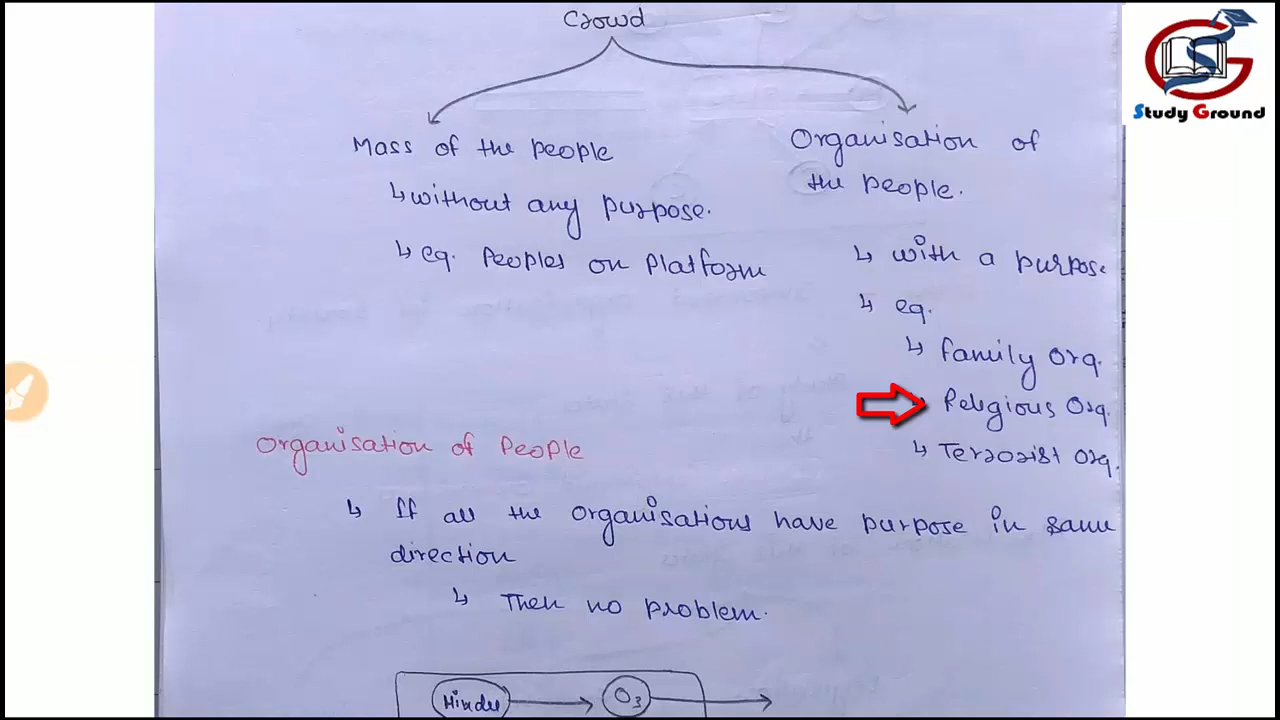 Crowd
Mass of the people
↳ without any purpose.
↳ eg. Peoples on Platform
Organisation of
the people.
↳ with a purpose
↳ eg.
↳ family Org.
↳ Religious Org.
↳ Terrorist Org.
Organisation of People
↳ If all the organisations have purpose in same
direction
↳ Then no problem.
Hindu → O₃ →
Study Ground